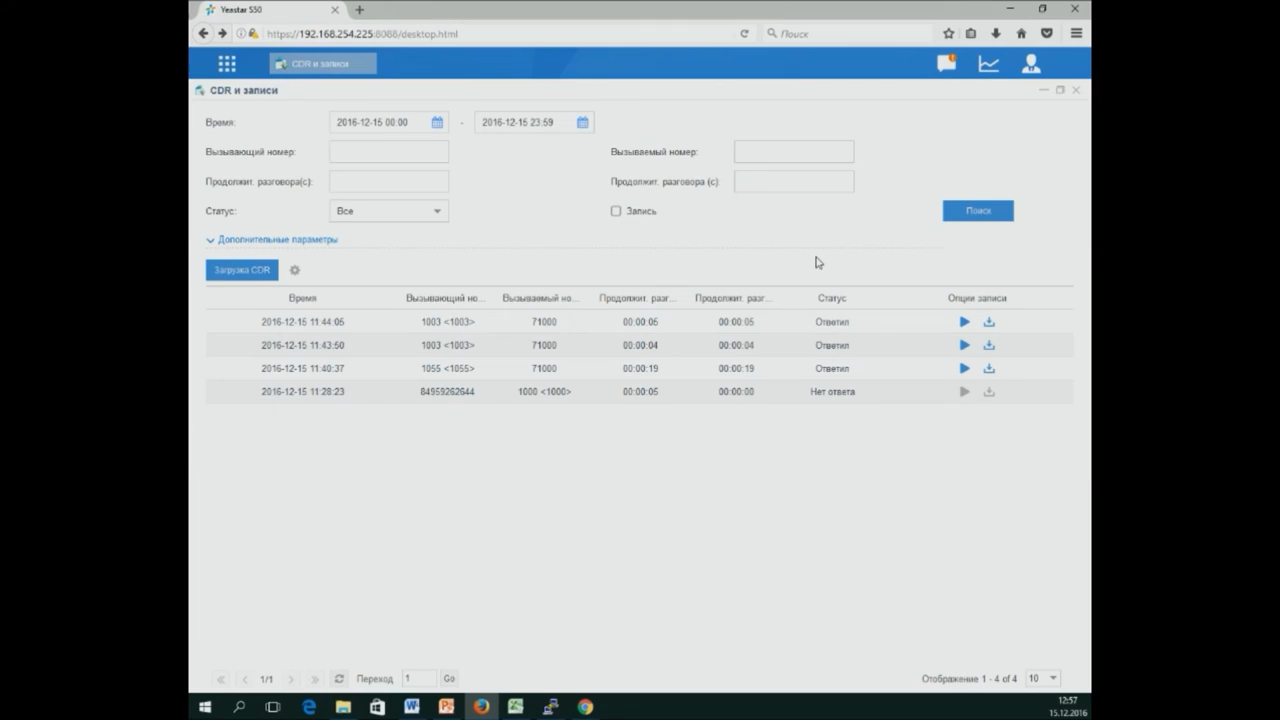 Yeastar S50
https://192.168.254.225:8088/desktop.html
Поиск
CDR и записи
CDR и записи
Время: 2016-12-15 00:00 - 2016-12-15 23:59
Вызывающий номер: Вызываемый номер:
Продолжит. разговора(с): Продолжит. разговора (с):
Статус: Все Запись Поиск
Дополнительные параметры
Загрузка CDR
Время Вызывающий но... Вызываемый но... Продолжит. разг... Продолжит. разг... Статус Опции записи
2016-12-15 11:44:05 1003 <1003> 71000 00:00:05 00:00:05 Ответил
2016-12-15 11:43:50 1003 <1003> 71000 00:00:04 00:00:04 Ответил
2016-12-15 11:40:37 1055 <1055> 71000 00:00:19 00:00:19 Ответил
2016-12-15 11:28:23 84959262644 1000 <1000> 00:00:05 00:00:00 Нет ответа
1/1 Переход 1 Go Отображение 1 - 4 of 4 10
12:57
15.12.2016